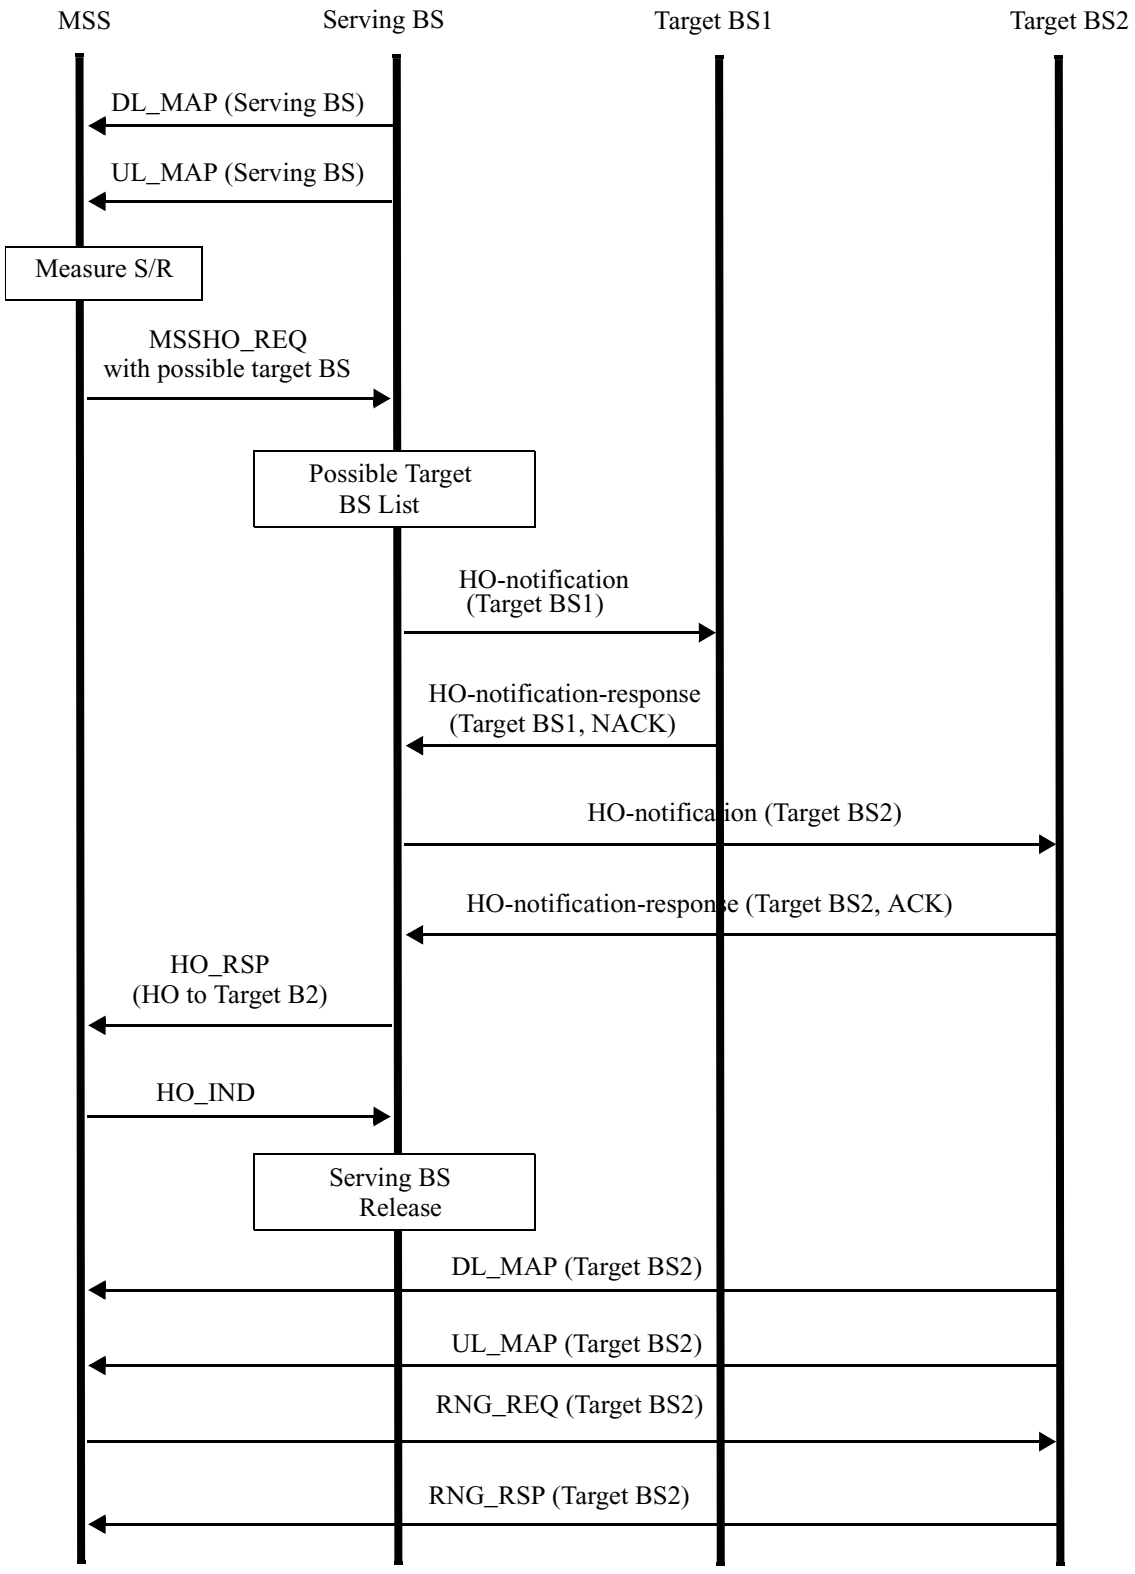 MSS
Serving BS
Target BS1
Target BS2
DL_MAP (Serving BS)
UL_MAP (Serving BS)
Measure S/R
MSSHO_REQ
with possible target BS
Possible Target
BS List
HO-notification
(Target BS1)
HO-notification-response
(Target BS1, NACK)
HO-notification (Target BS2)
HO-notification-response (Target BS2, ACK)
HO_RSP
(HO to Target B2)
HO_IND
Serving BS
Release
DL_MAP (Target BS2)
UL_MAP (Target BS2)
RNG_REQ (Target BS2)
RNG_RSP (Target BS2)